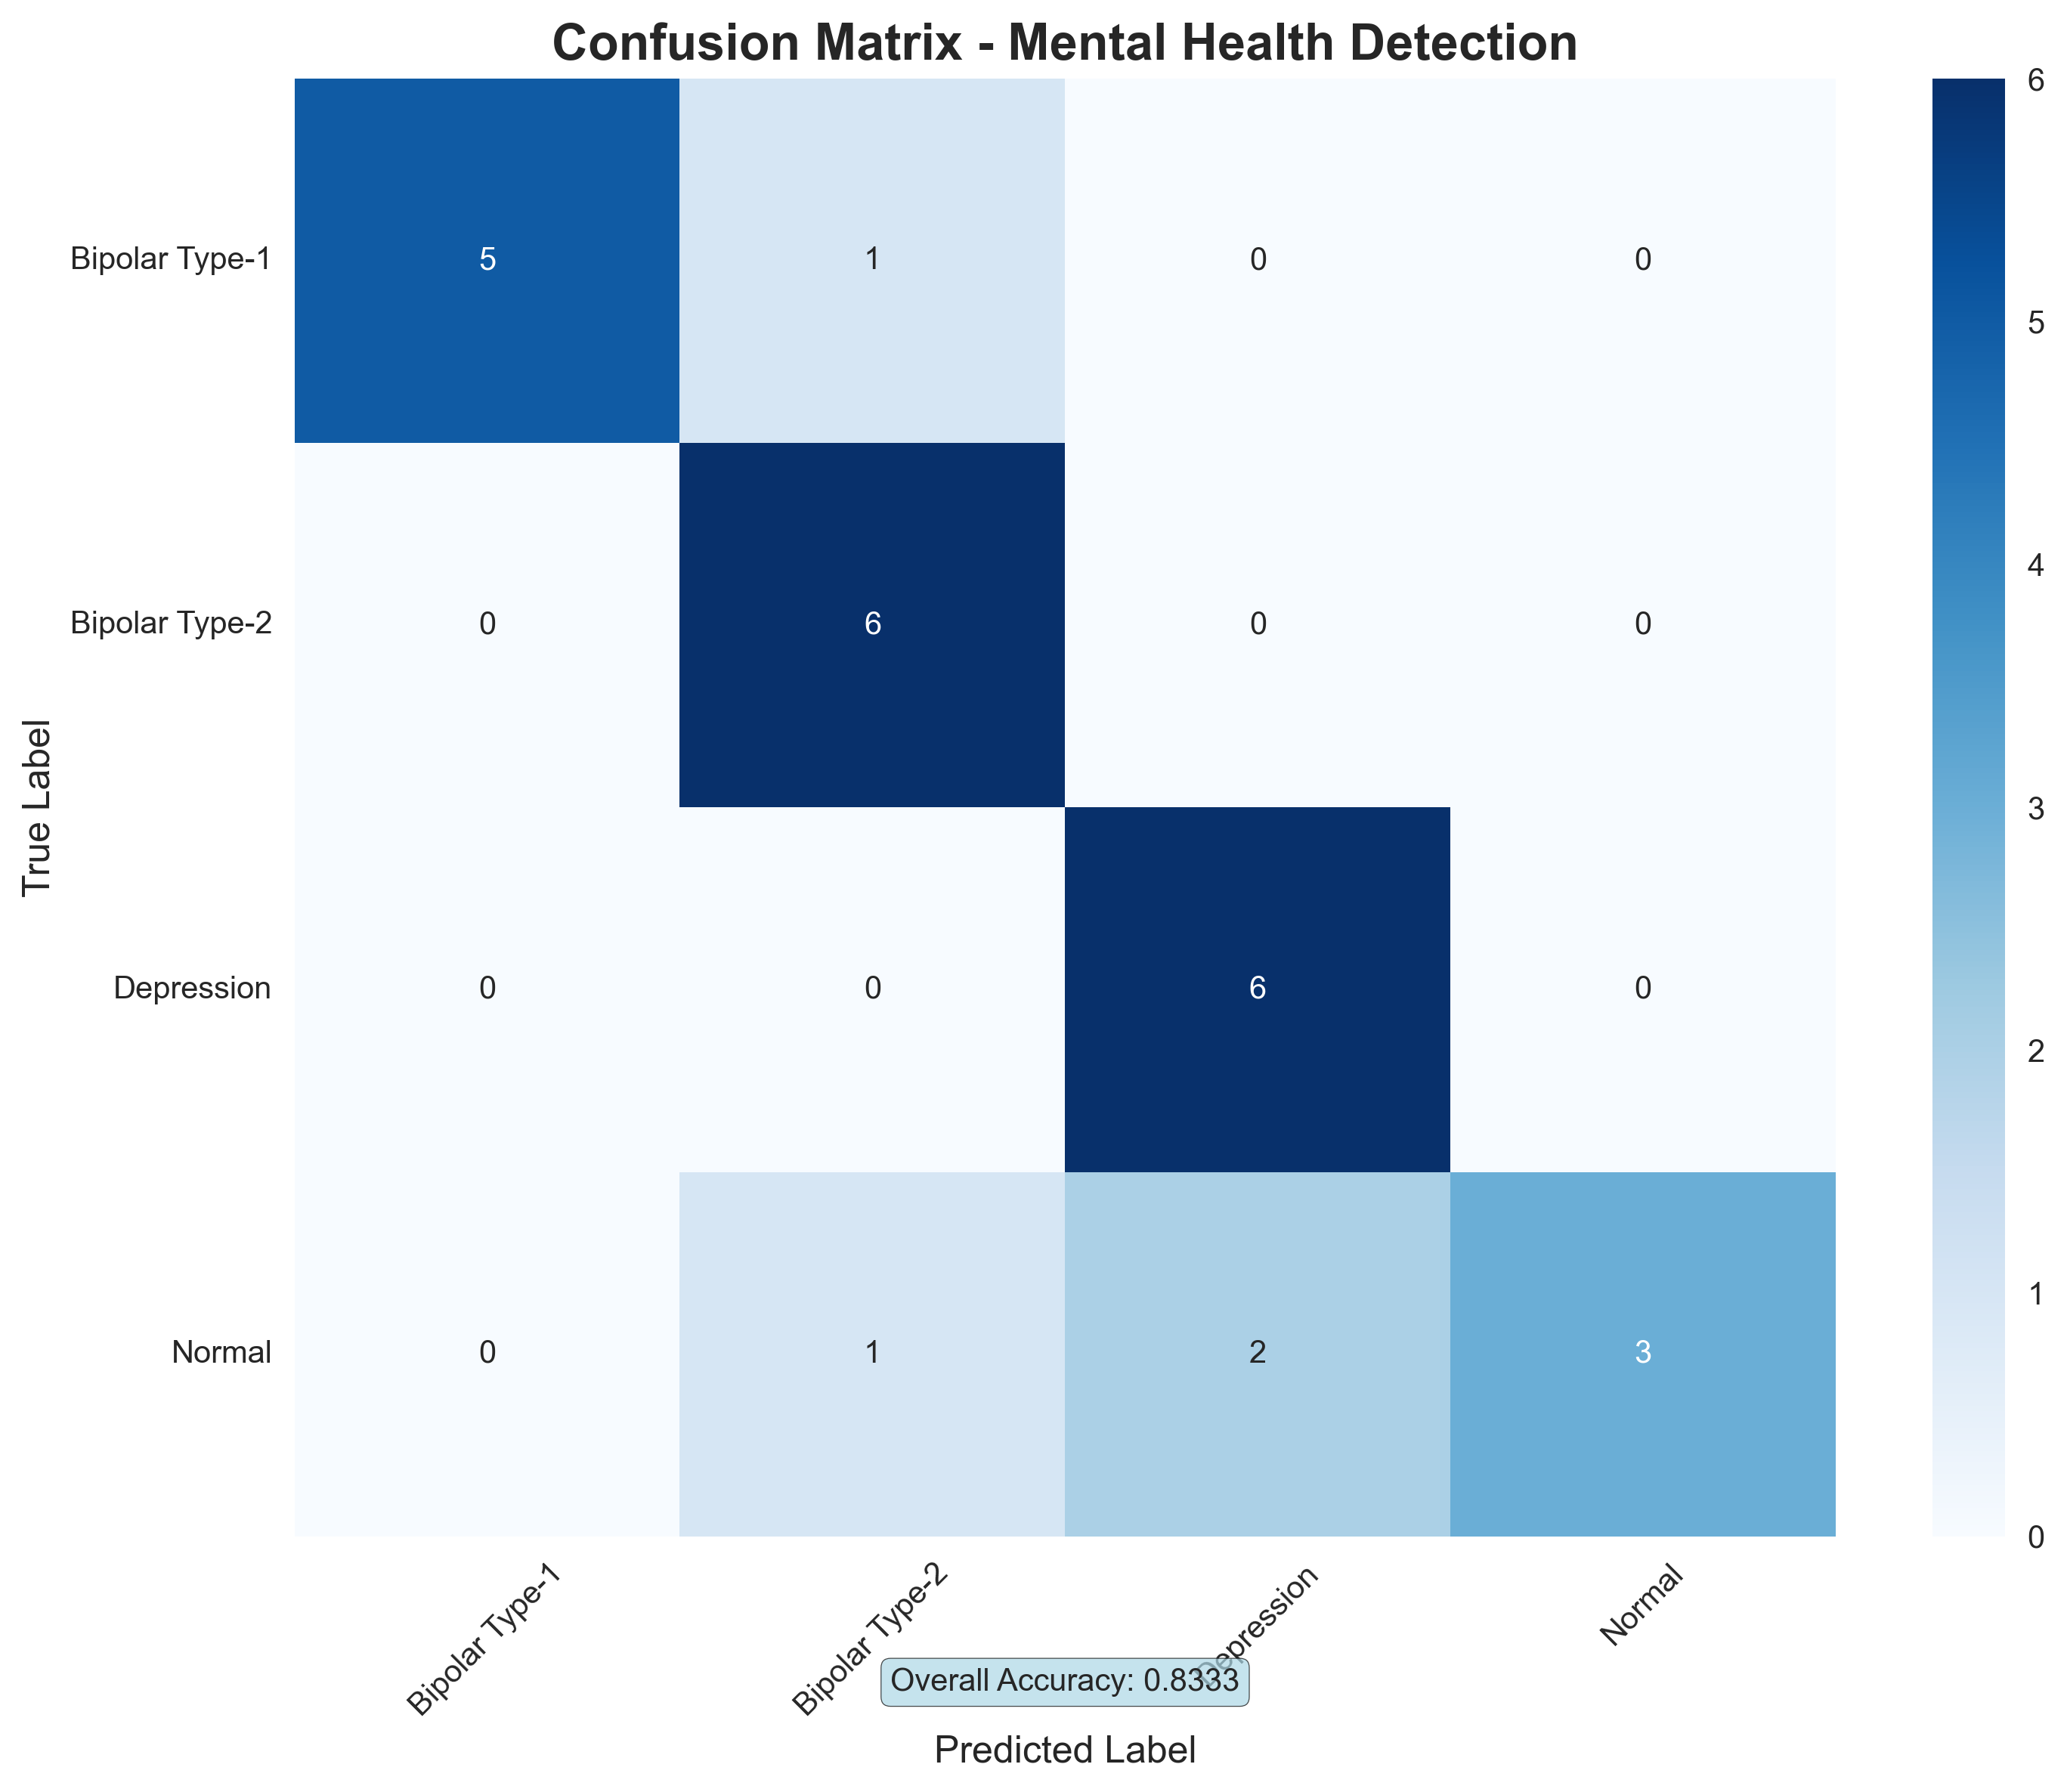 Confusion Matrix - Mental Health Detection
6
Bipolar Type-1 5 1 0 0
5
4
Bipolar Type-2 0 6 0 0
True Label
3
Depression 0 0 6 0
2
1
Normal 0 1 2 3
0
Bipolar Type-1 Bipolar Type-2 Depression Normal
Overall Accuracy: 0.8333
Predicted Label